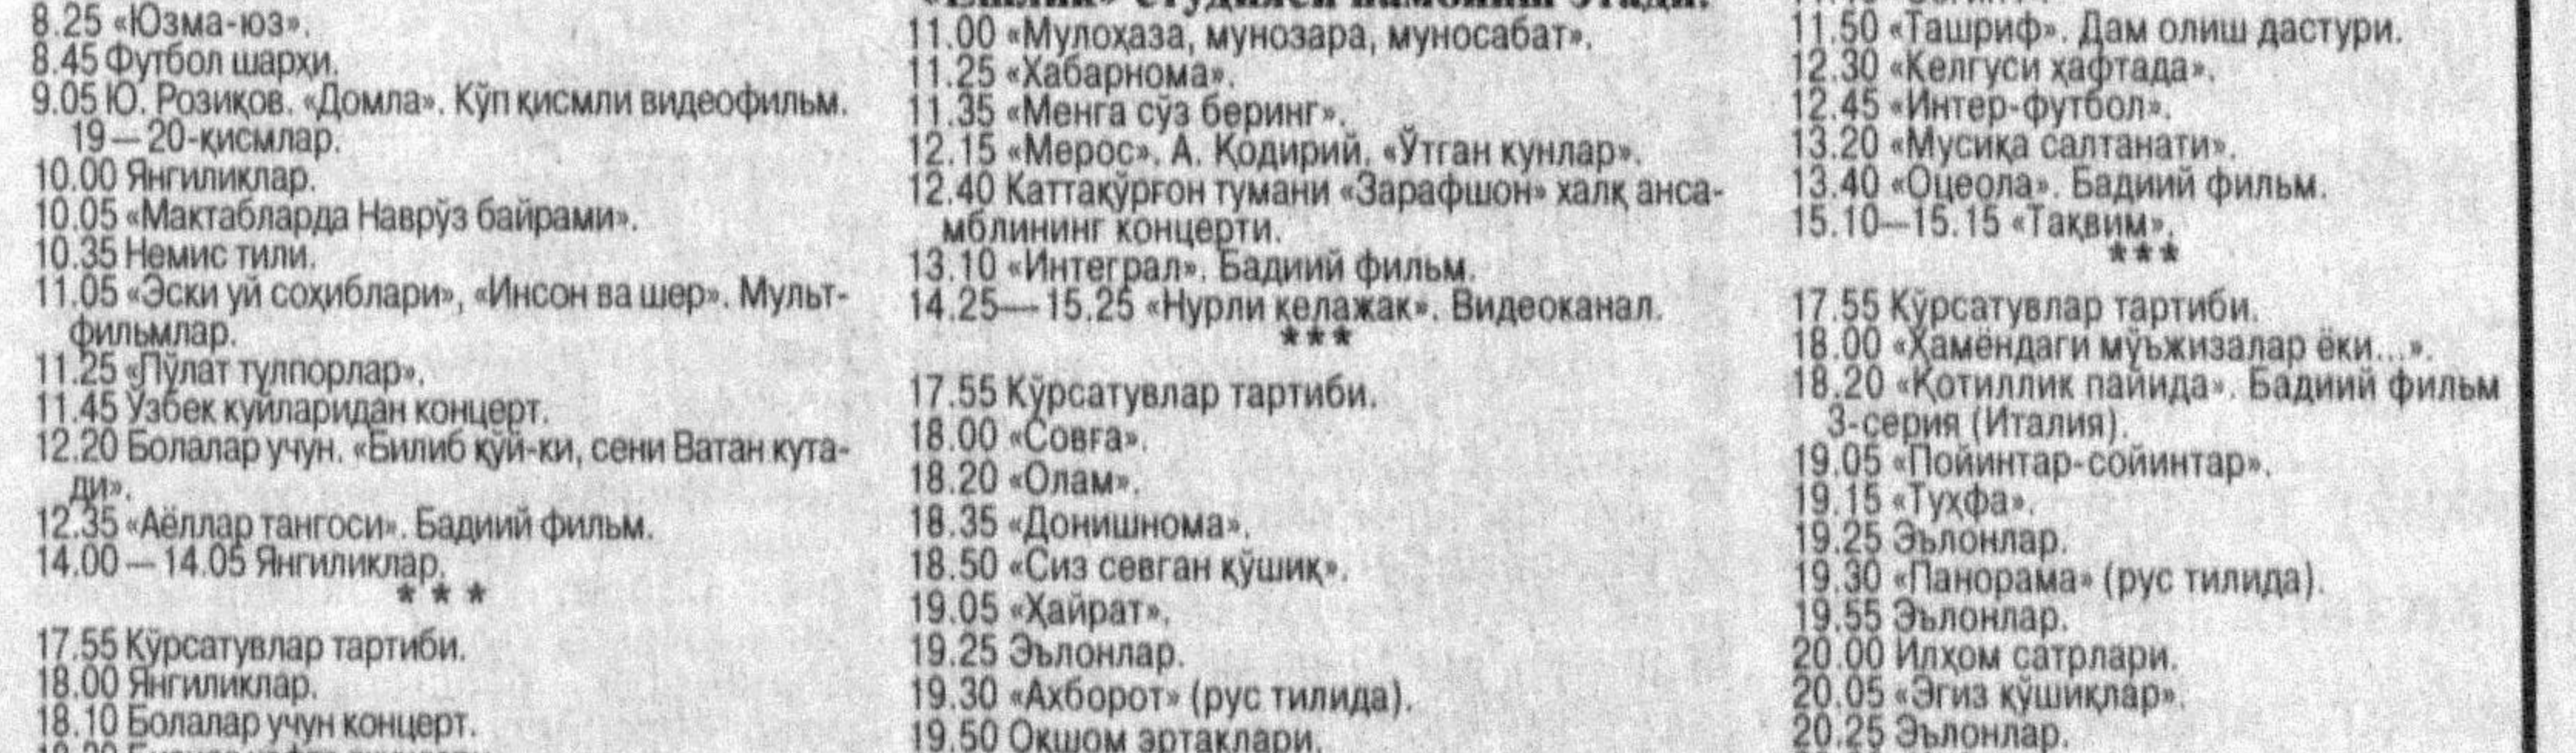 8.25 «Юзма-юз».
8.45 Футбол шарҳи.
9.05 Ю. Розиқов. «Домла». Кўп қисмли видеофильм.
19—20-қисмлар.
10.00 Янгиликлар.
10.05 «Мактабларда Наврўз байрами».
10.35 Немис тили.
11.05 «Эски уй соҳиблари», «Инсон ва шер». Мульт-
фильмлар.
11.25 «Пўлат тулпорлар».
11.45 Ўзбек куйларидан концерт.
12.20 Болалар учун. «Билиб қўй-ки, сени Ватан кута-
ди».
12.35 «Аёллар тангоси». Бадиий фильм.
14.00 — 14.05 Янгиликлар.
* * *
17.55 Кўрсатувлар тартиби.
18.00 Янгиликлар.
18.10 Болалар учун концерт.
11.00 «Мулоҳаза, мунозара, муносабат».
11.25 «Хабарнома».
11.35 «Менга сўз беринг».
12.15 «Мерос». А. Қодирий. «Ўтган кунлар».
12.40 Каттақўрғон тумани «Зарафшон» халқ анса-
мблининг концерти.
13.10 «Интеграл». Бадиий фильм.
14.25—15.25 «Нурли келажак». Видеоканал.
***
17.55 Кўрсатувлар тартиби.
18.00 «Совға».
18.20 «Олам».
18.35 «Донишнома».
18.50 «Сиз севган қўшиқ».
19.05 «Ҳайрат».
19.25 Эълонлар.
19.30 «Ахборот» (рус тилида).
19.50 Оқшом эртаклари.
11.50 «Ташриф». Дам олиш дастури.
12.30 «Келгуси ҳафтада».
12.45 «Интер-футбол».
13.20 «Мусиқа салтанати».
13.40 «Оцеола». Бадиий фильм.
15.10—15.15 «Тақвим».
***
17.55 Кўрсатувлар тартиби.
18.00 «Ҳамёндаги мўъжизалар ёки...».
18.20 «Қотиллик пайида». Бадиий фильм
3-серия (Италия).
19.05 «Пойинтар-сойинтар».
19.15 «Туҳфа».
19.25 Эълонлар.
19.30 «Панорама» (рус тилида).
19.55 Эълонлар.
20.00 Илҳом сатрлари.
20.05 «Эгиз қўшиқлар».
20.25 Эълонлар.